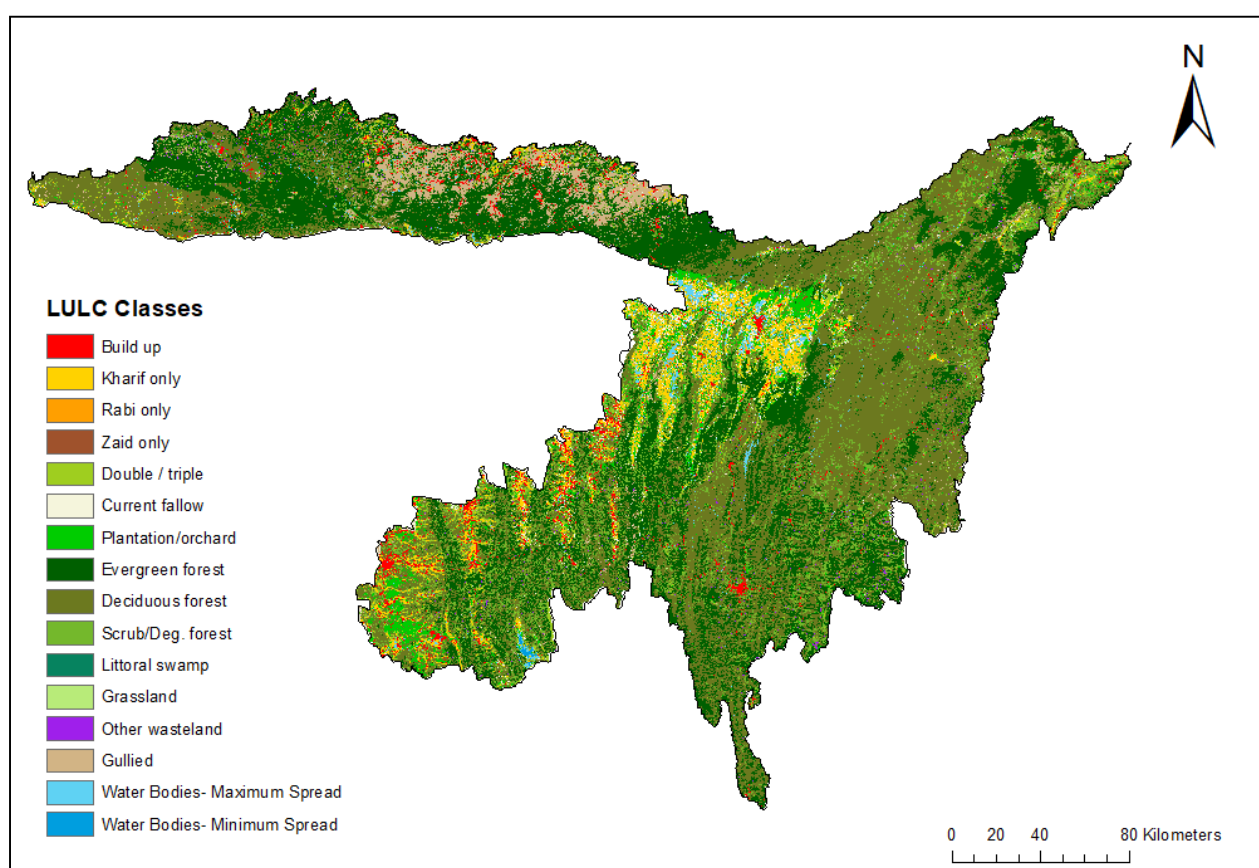 N
LULC Classes
Build up
Kharif only
Rabi only
Zaid only
Double / triple
Current fallow
Plantation/orchard
Evergreen forest
Deciduous forest
Scrub/Deg. forest
Littoral swamp
Grassland
Other wasteland
Gullied
Water Bodies- Maximum Spread
Water Bodies- Minimum Spread
0 20 40 80 Kilometers